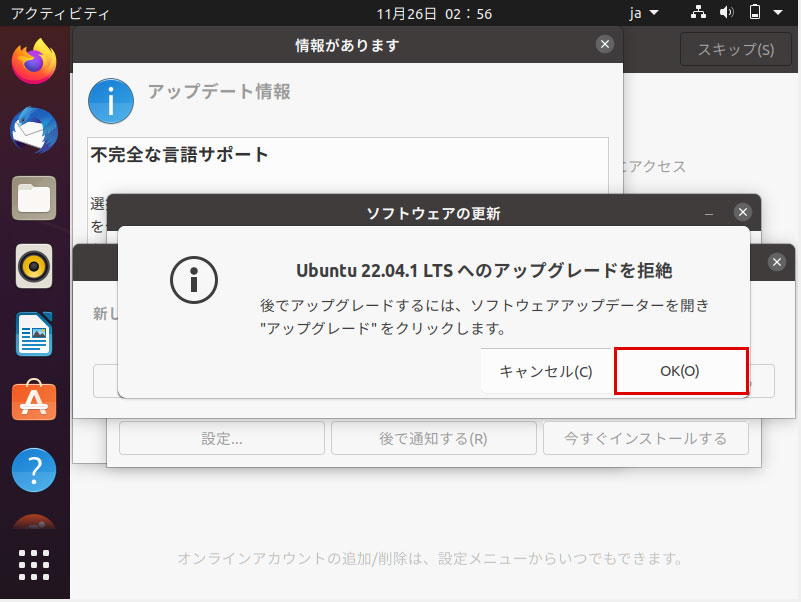 アクティビティ
11月26日 02：56
ja
情報があります
スキップ(S)
アップデート情報
不完全な言語サポート
にアクセス
選
を
ソフトウェアの更新
Ubuntu 22.04.1 LTS へのアップグレードを拒絶
新し
後でアップグレードするには、ソフトウェアアップデーターを開き
"アップグレード" をクリックします。
キャンセル(C)
OK(O)
設定...
後で通知する(R)
今すぐインストールする
オンラインアカウントの追加/削除は、設定メニューからいつでもできます。